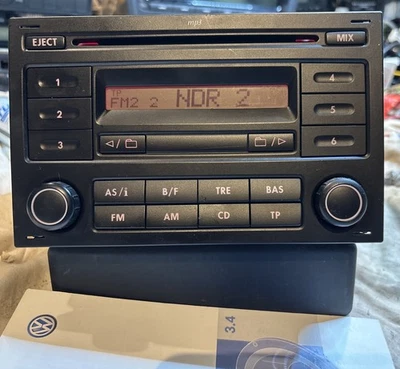 mp3
EJECT
MIX
1
4
TP
FM2 2 NDR 2
2
5
3
6
AS/i B/F TRE BAS
FM AM CD TP
3.4